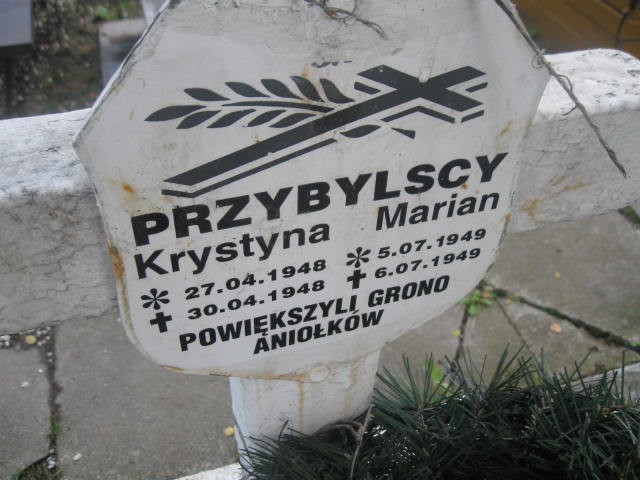 PRZYBYLSCY
Krystyna Marian
* 27.04.1948 * 5.07.1949
✝ 30.04.1948 ✝ 6.07.1949
POWIĘKSZYLI GRONO
ANIOŁKÓW